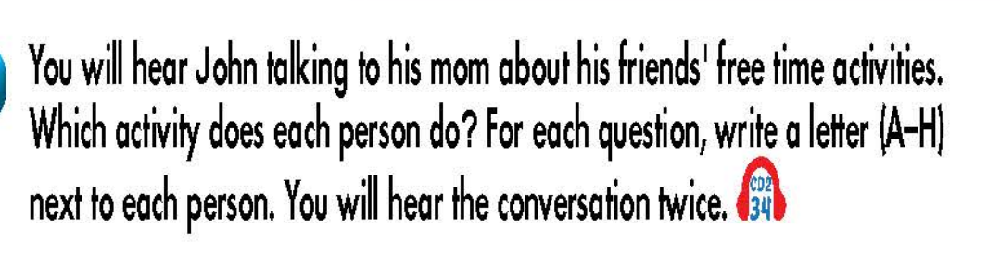 You will hear John talking to his mom about his friends' free time activities.
Which activity does each person do? For each question, write a letter (A–H)
next to each person. You will hear the conversation twice. CD2
34